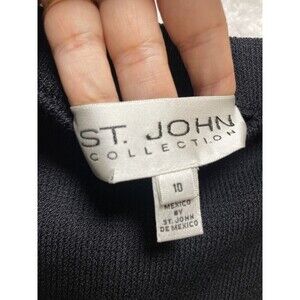 ST. JOHN
COLLECTION
10
MEXICO
BY
ST. JOHN
DE MEXICO